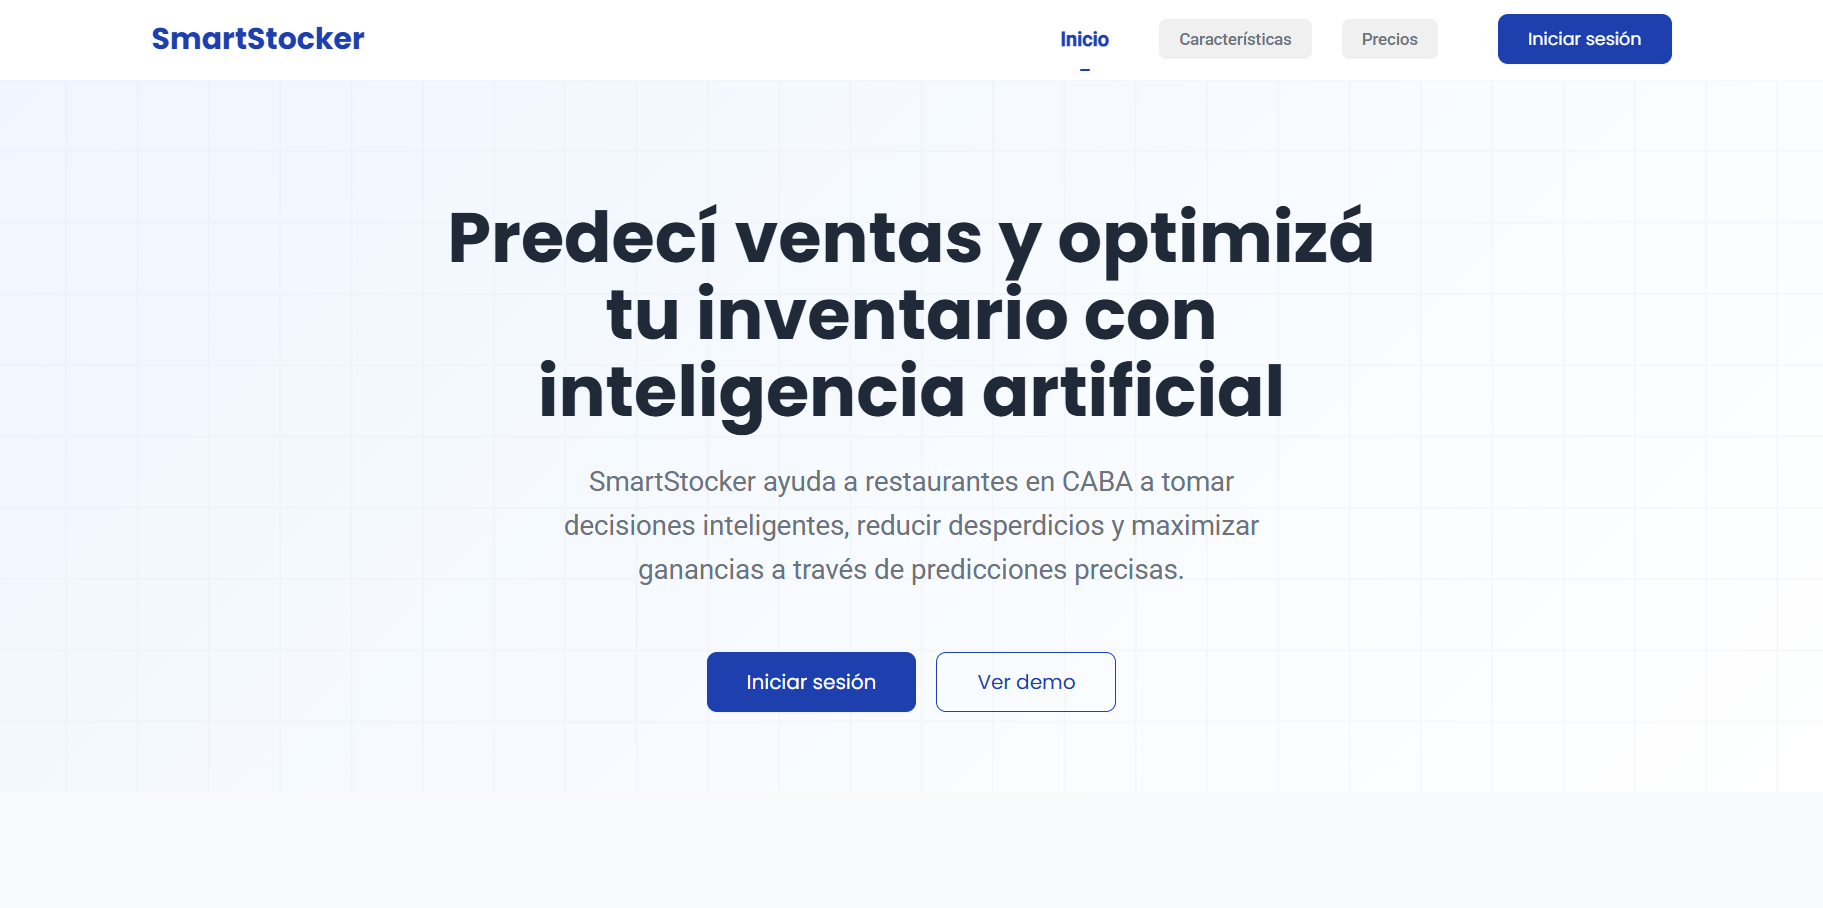 SmartStocker
Inicio
Características
Precios
Iniciar sesión
Predecí ventas y optimizá
tu inventario con
inteligencia artificial
SmartStocker ayuda a restaurantes en CABA a tomar
decisiones inteligentes, reducir desperdicios y maximizar
ganancias a través de predicciones precisas.
Iniciar sesión
Ver demo